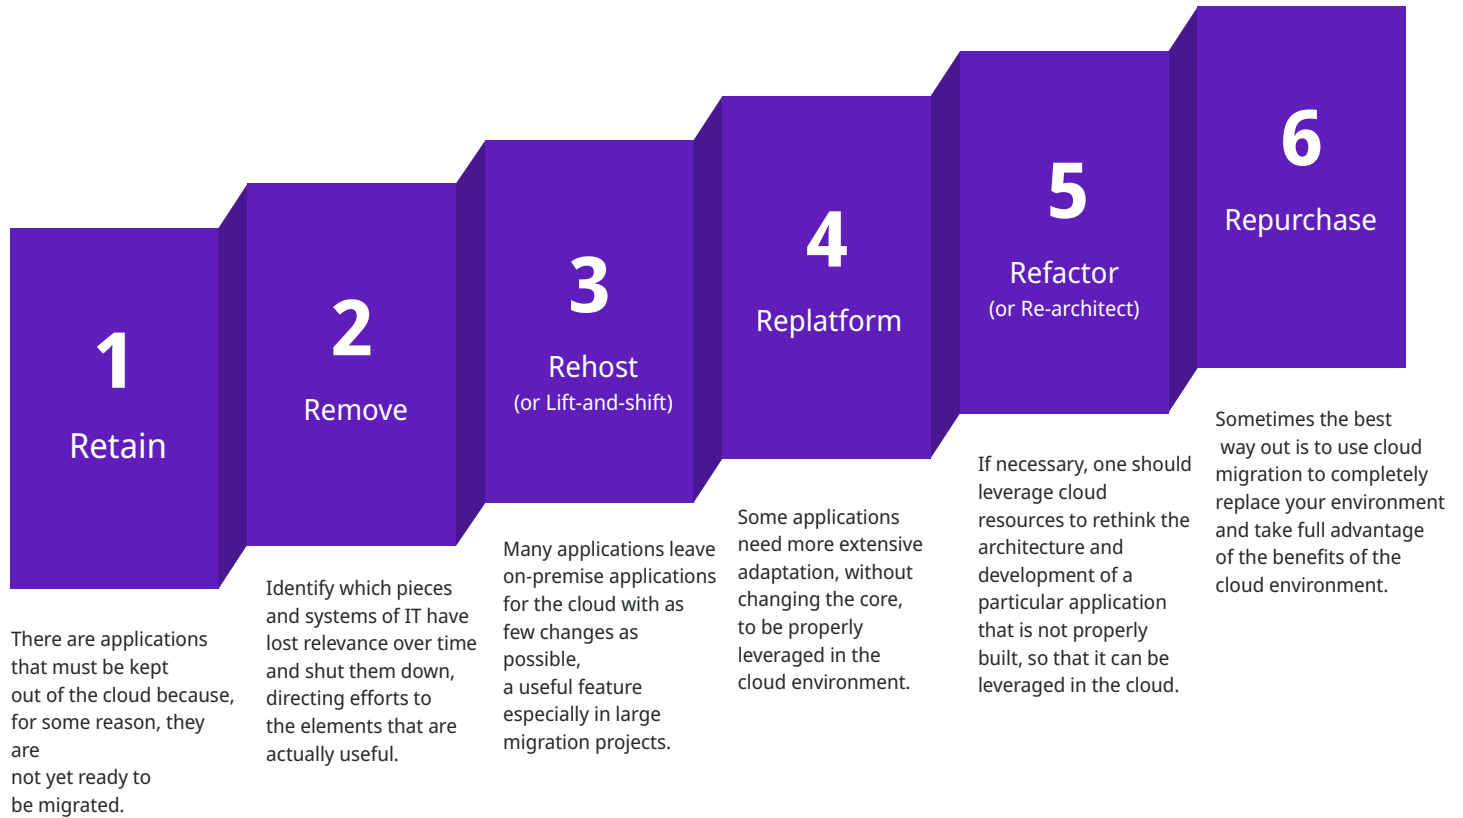 1
Retain
There are applications
that must be kept
out of the cloud because,
for some reason, they
are
not yet ready to
be migrated.
2
Remove
Identify which pieces
and systems of IT have
lost relevance over time
and shut them down,
directing efforts to
the elements that are
actually useful.
3
Rehost
(or Lift-and-shift)
Many applications leave
on-premise applications
for the cloud with as
few changes as
possible,
a useful feature
especially in large
migration projects.
4
Replatform
Some applications
need more extensive
adaptation, without
changing the core,
to be properly
leveraged in the
cloud environment.
5
Refactor
(or Re-architect)
If necessary, one should
leverage cloud
resources to rethink the
architecture and
development of a
particular application
that is not properly
built, so that it can be
leveraged in the cloud.
6
Repurchase
Sometimes the best
way out is to use cloud
migration to completely
replace your environment
and take full advantage
of the benefits of the
cloud environment.